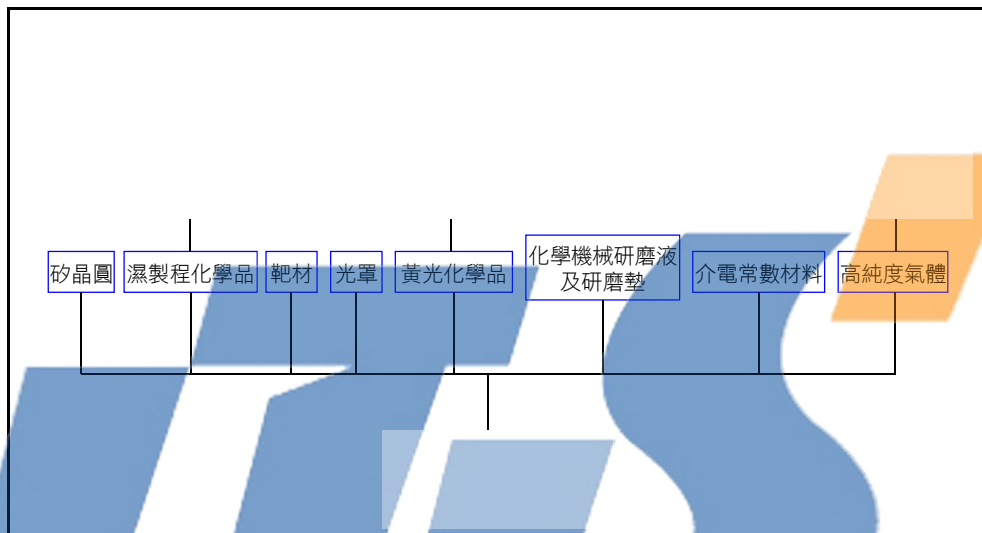 矽晶圓
濕製程化學品
靶材
光罩
黃光化學品
化學機械研磨液
及研磨墊
介電常數材料
高純度氣體
ITIS